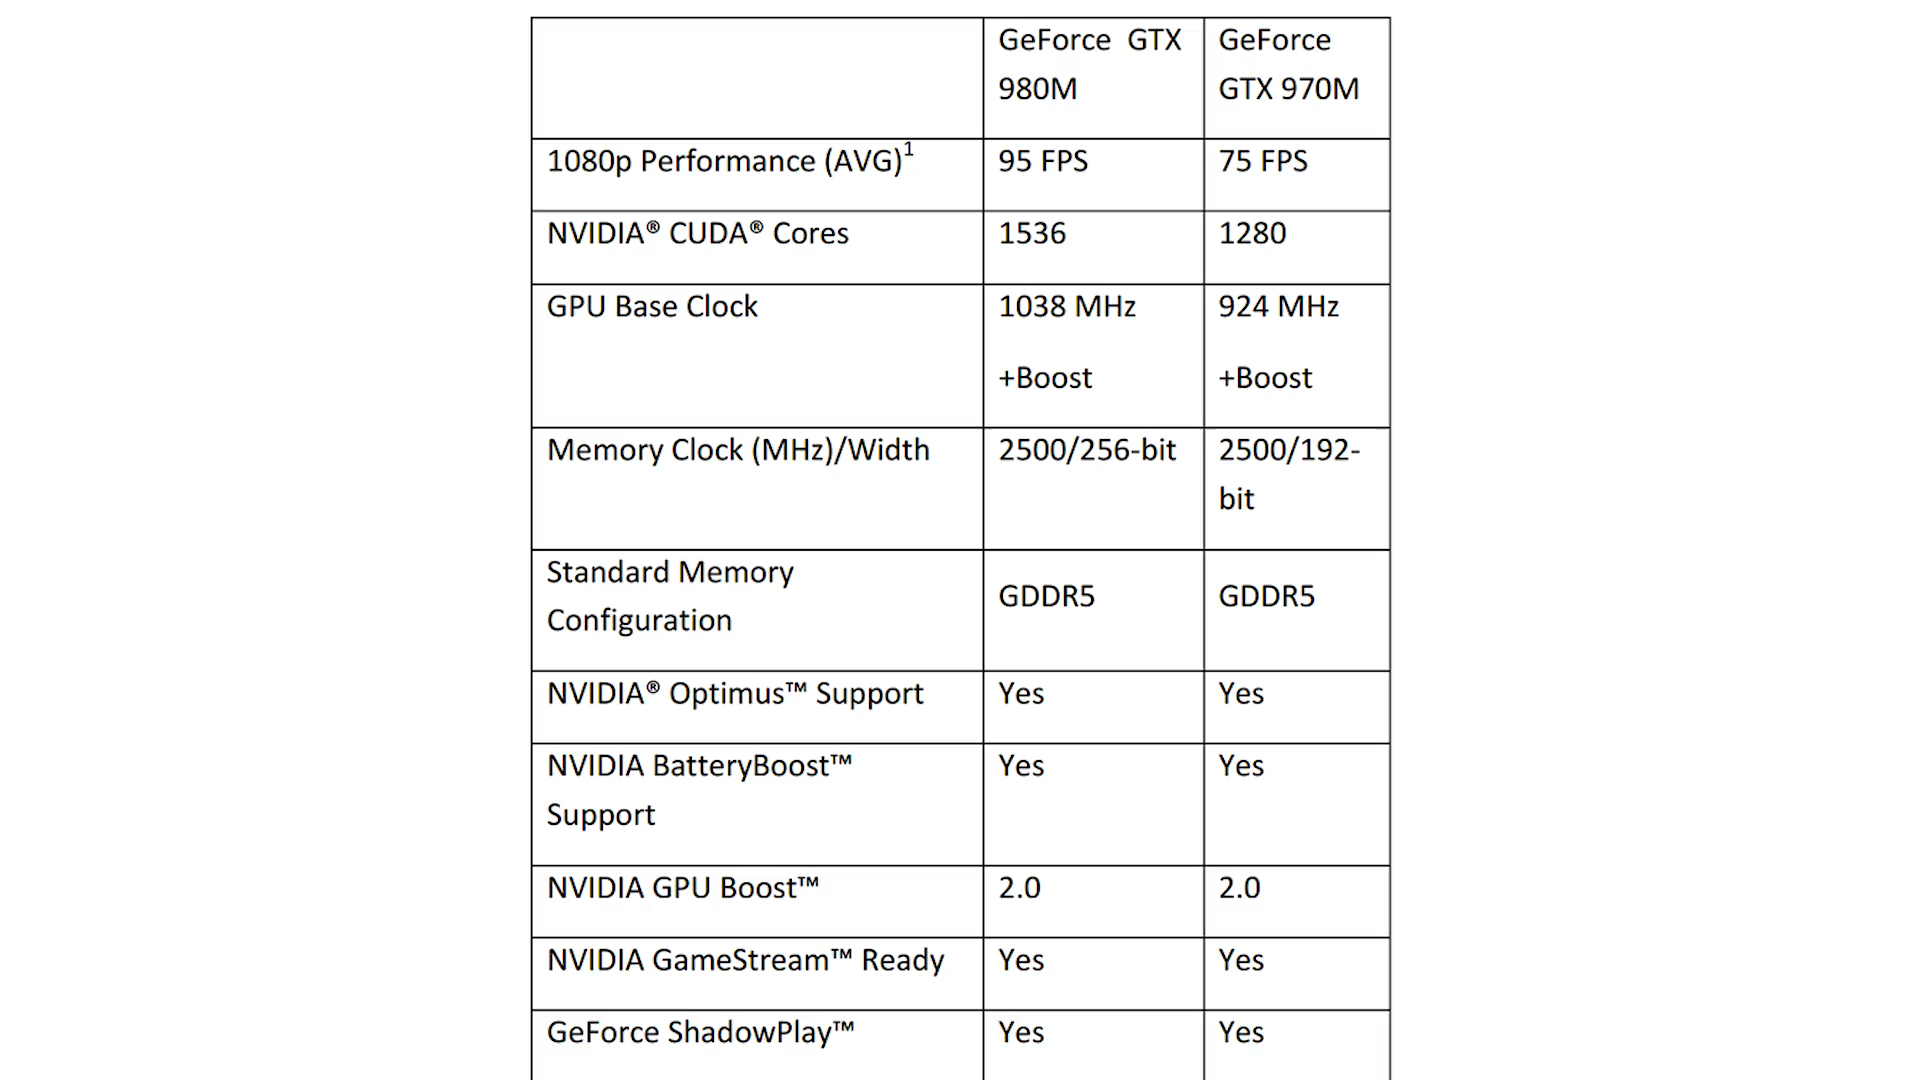 GeForce GTX
980M
GeForce
GTX 970M
1080p Performance (AVG)1
95 FPS
75 FPS
NVIDIA® CUDA® Cores
1536
1280
GPU Base Clock
1038 MHz
+Boost
924 MHz
+Boost
Memory Clock (MHz)/Width
2500/256-bit
2500/192-
bit
Standard Memory
Configuration
GDDR5
GDDR5
NVIDIA® Optimus™ Support
Yes
Yes
NVIDIA BatteryBoost™
Support
Yes
Yes
NVIDIA GPU Boost™
2.0
2.0
NVIDIA GameStream™ Ready
Yes
Yes
GeForce ShadowPlay™
Yes
Yes